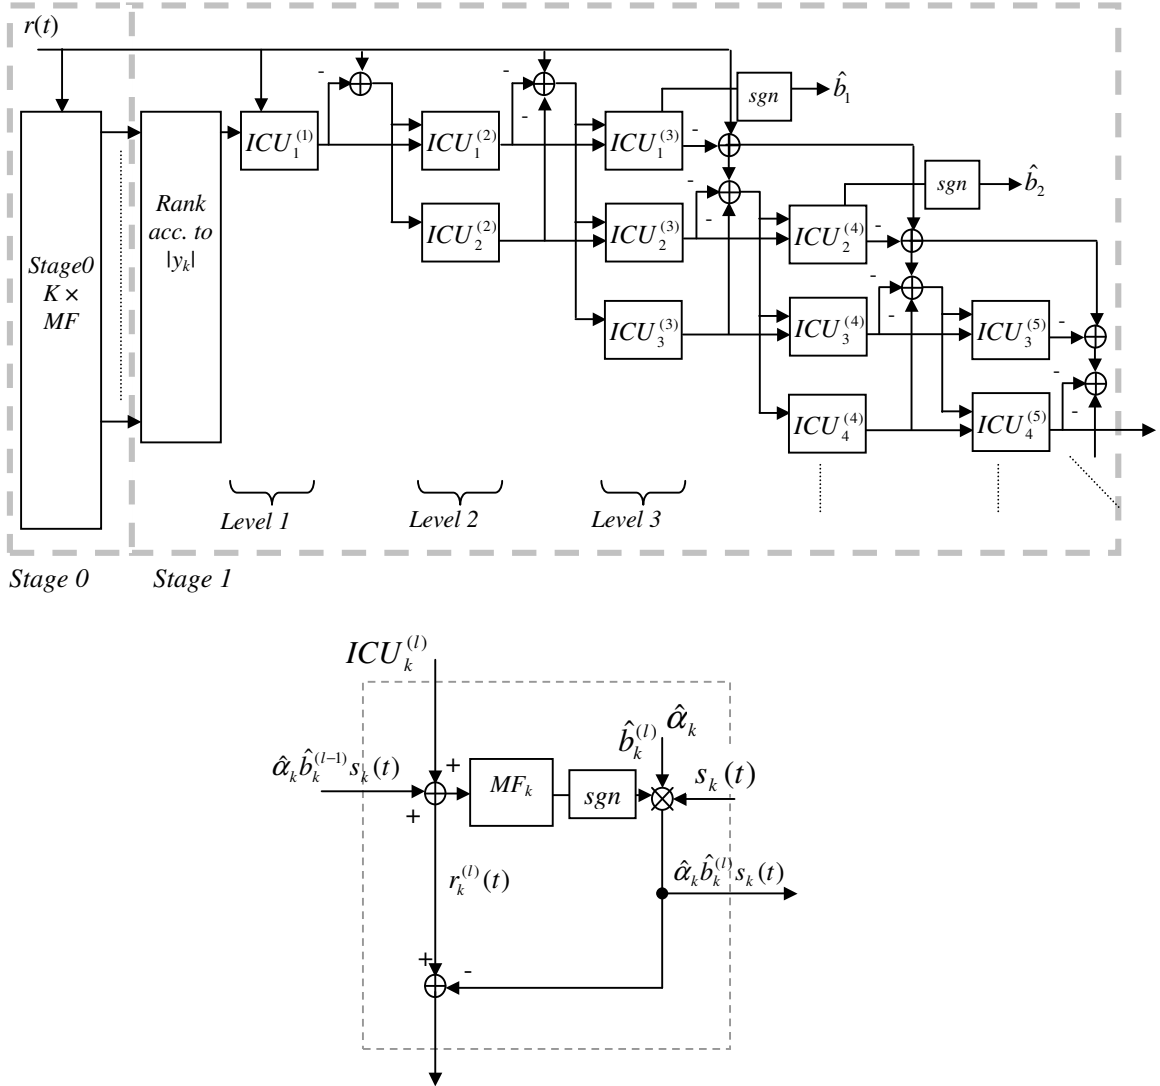 r(t)
- - sgn b̂₁
ICU₁⁽¹⁾ ICU₁⁽²⁾ - ICU₁⁽³⁾ -
sgn b̂₂
Rank
acc. to
|yₖ|
ICU₂⁽²⁾ ICU₂⁽³⁾ - - ICU₂⁽⁴⁾ -
Stage0
K ×
MF
ICU₃⁽³⁾ ICU₃⁽⁴⁾ - - ICU₃⁽⁵⁾ -
ICU₄⁽⁴⁾ ICU₄⁽⁵⁾ - -
Level 1 Level 2 Level 3
Stage 0 Stage 1
ICUₖ⁽ˡ⁾
b̂ₖ⁽ˡ⁾ α̂ₖ
α̂ₖb̂ₖ⁽ˡ⁻¹⁾sₖ(t) + MFₖ sgn sₖ(t)
+
rₖ⁽ˡ⁾(t) α̂ₖb̂ₖ⁽ˡ⁾sₖ(t)
+ -